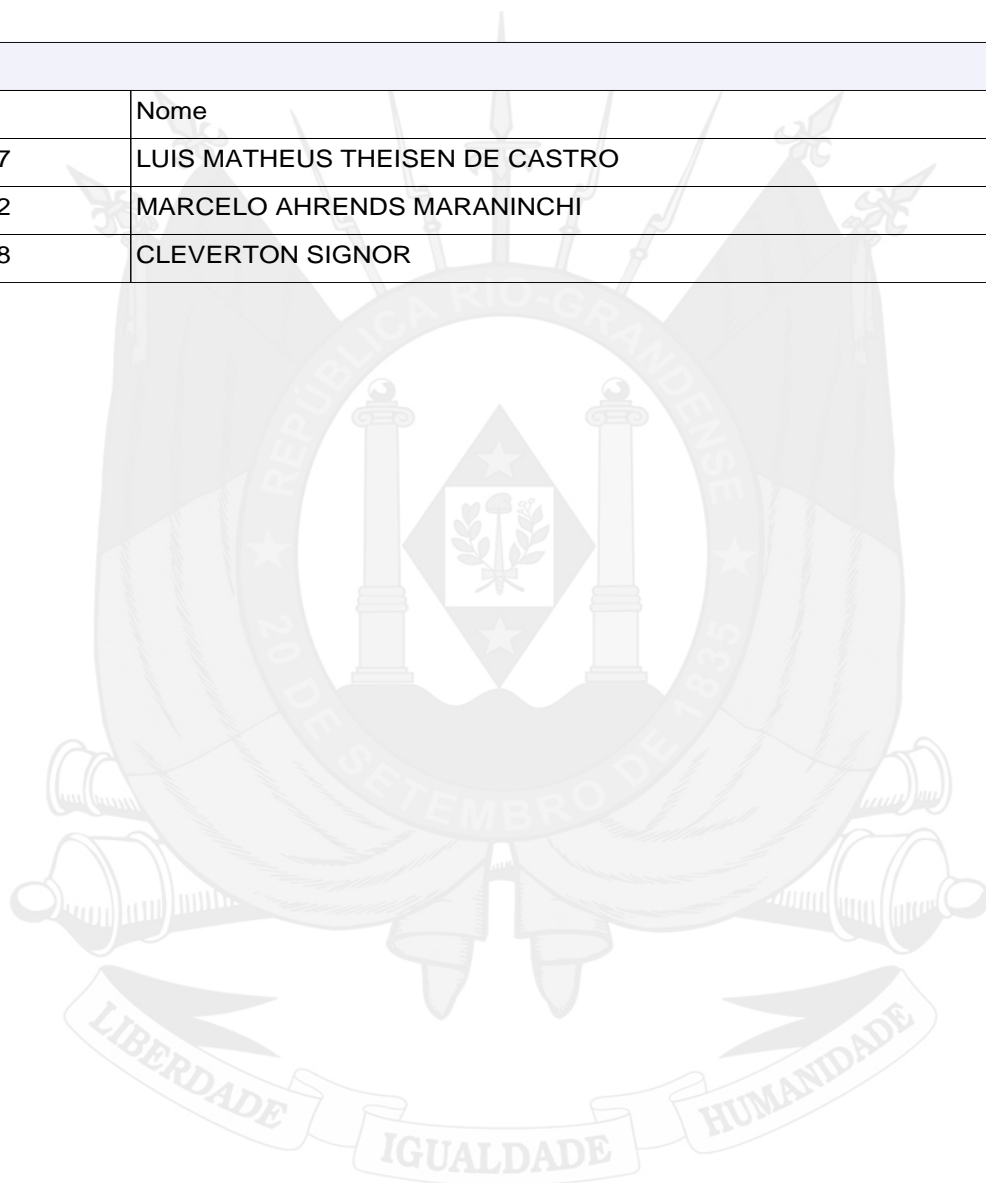 Nome
7 LUIS MATHEUS THEISEN DE CASTRO
2 MARCELO AHRENDS MARANINCHI
8 CLEVERTON SIGNOR
REPÚBLICA RIO-GRANDENSE
20 DE SETEMBRO DE 1835
LIBERDADE IGUALDADE HUMANIDADE